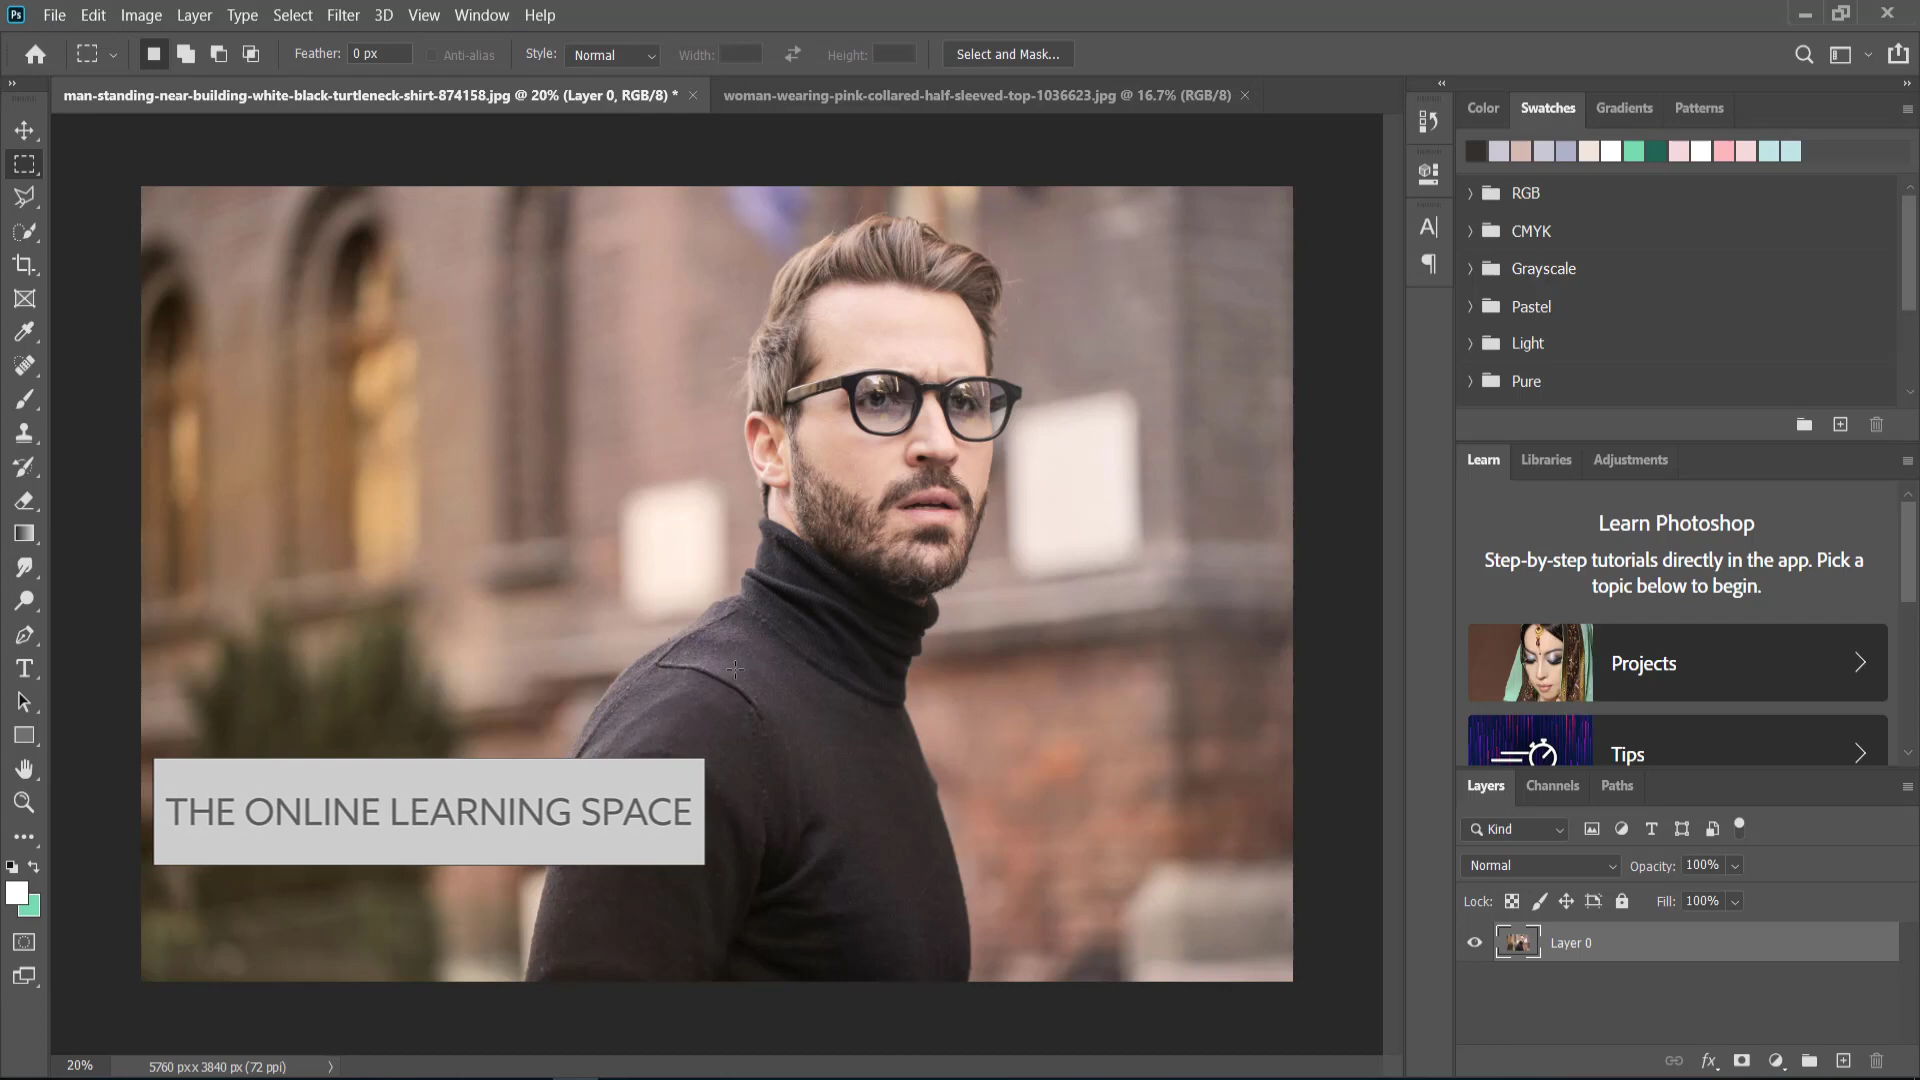 Ps File Edit Image Layer Type Select Filter 3D View Window Help
Feather: 0 px Anti-alias Style: Normal Width: Height: Select and Mask...
man-standing-near-building-white-black-turtleneck-shirt-874158.jpg @ 20% (Layer 0, RGB/8) * woman-wearing-pink-collared-half-sleeved-top-1036623.jpg @ 16.7% (RGB/8)
Color Swatches Gradients Patterns
RGB
CMYK
Grayscale
Pastel
Light
Pure
Learn Libraries Adjustments
Learn Photoshop
Step-by-step tutorials directly in the app. Pick a
topic below to begin.
Projects
Tips
THE ONLINE LEARNING SPACE
Layers Channels Paths
Kind
Normal Opacity: 100%
Lock: Fill: 100%
Layer 0
20% 5760 px x 3840 px (72 ppi)